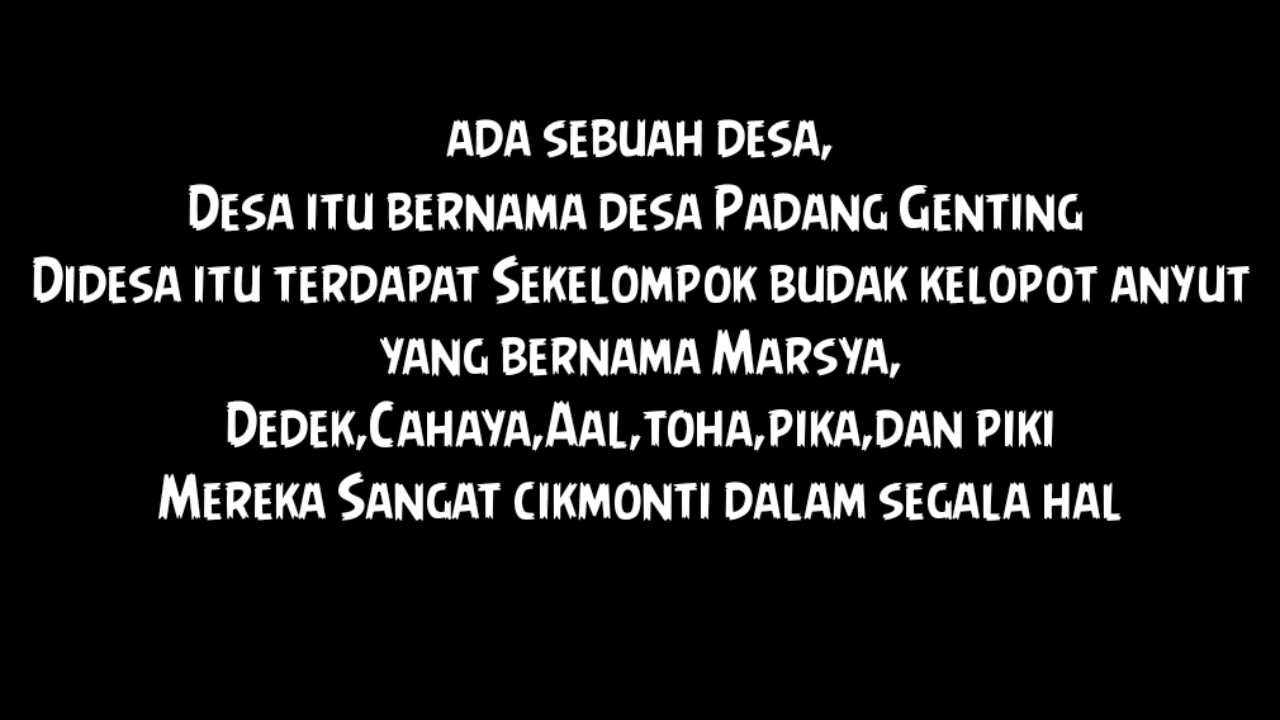 ada sebuah desa,
Desa itu bernama desa Padang Genting
Didesa itu terdapat Sekelompok budak kelopot anyut
yang bernama Marsya,
Dedek,Cahaya,Aal,toha,pika,dan piki
Mereka Sangat cikmonti dalam segala hal